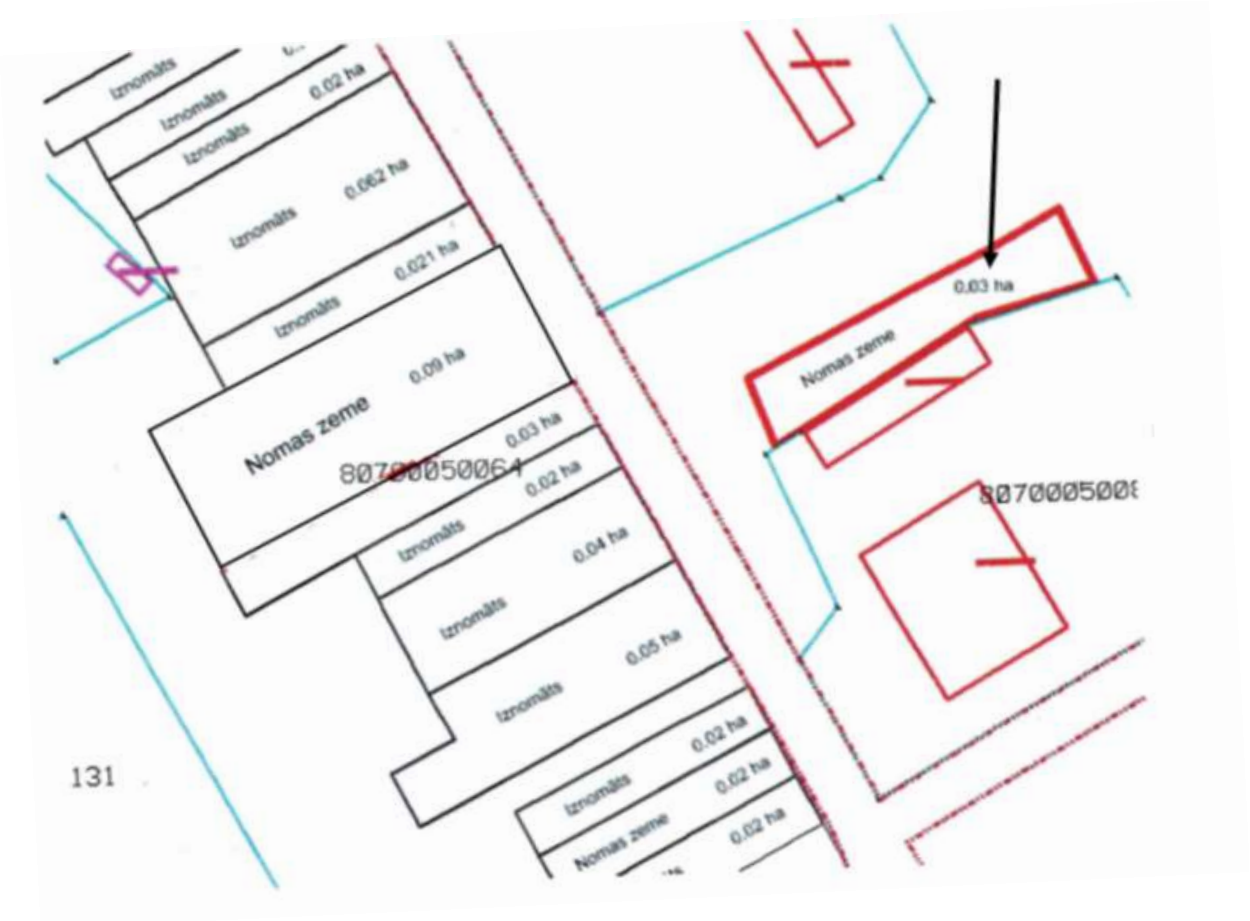 Iznomāts
Iznomāts
Iznomāts 0.02 ha
Iznomāts 0.062 ha
Iznomāts 0.021 ha
Nomas zeme 0.09 ha
0.03 ha
80700050064
Iznomāts 0.02 ha
Iznomāts 0.04 ha
Iznomāts 0.05 ha
Iznomāts 0.02 ha
Nomas zeme 0.02 ha
0.02 ha
131
0.03 ha
Nomas zeme
8070005008